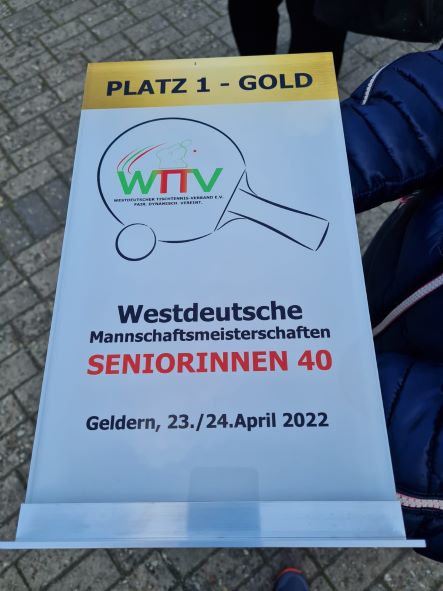 PLATZ 1 - GOLD
WTTV
WESTDEUTSCHER TISCHTENNIS-VERBAND E.V.
FAIR. DYNAMISCH. VEREINT.
Westdeutsche
Mannschaftsmeisterschaften
SENIORINNEN 40
Geldern, 23./24.April 2022